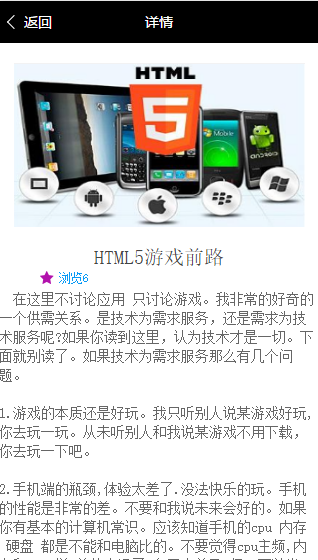 返回
详情
HTML
5
Mobile
ANDROID
HTML5游戏前路
浏览6
在这里不讨论应用 只讨论游戏。我非常的好奇的
一个供需关系。是技术为需求服务，还是需求为技
术服务呢?如果你读到这里，认为技术才是一切。下
面就别读了。如果技术为需求服务那么有几个问
题。
1.游戏的本质还是好玩。我只听别人说某游戏好玩,
你去玩一玩。从未听别人和我说某游戏不用下载，
你去玩一下吧。
2.手机端的瓶颈,体验太差了.没法快乐的玩。手机
的性能是非常的差。不要和我说未来会好的。如果
你有基本的计算机常识。应该知道手机的cpu 内存
硬盘 都是不能和电脑比的。不要觉得cpu主频,内